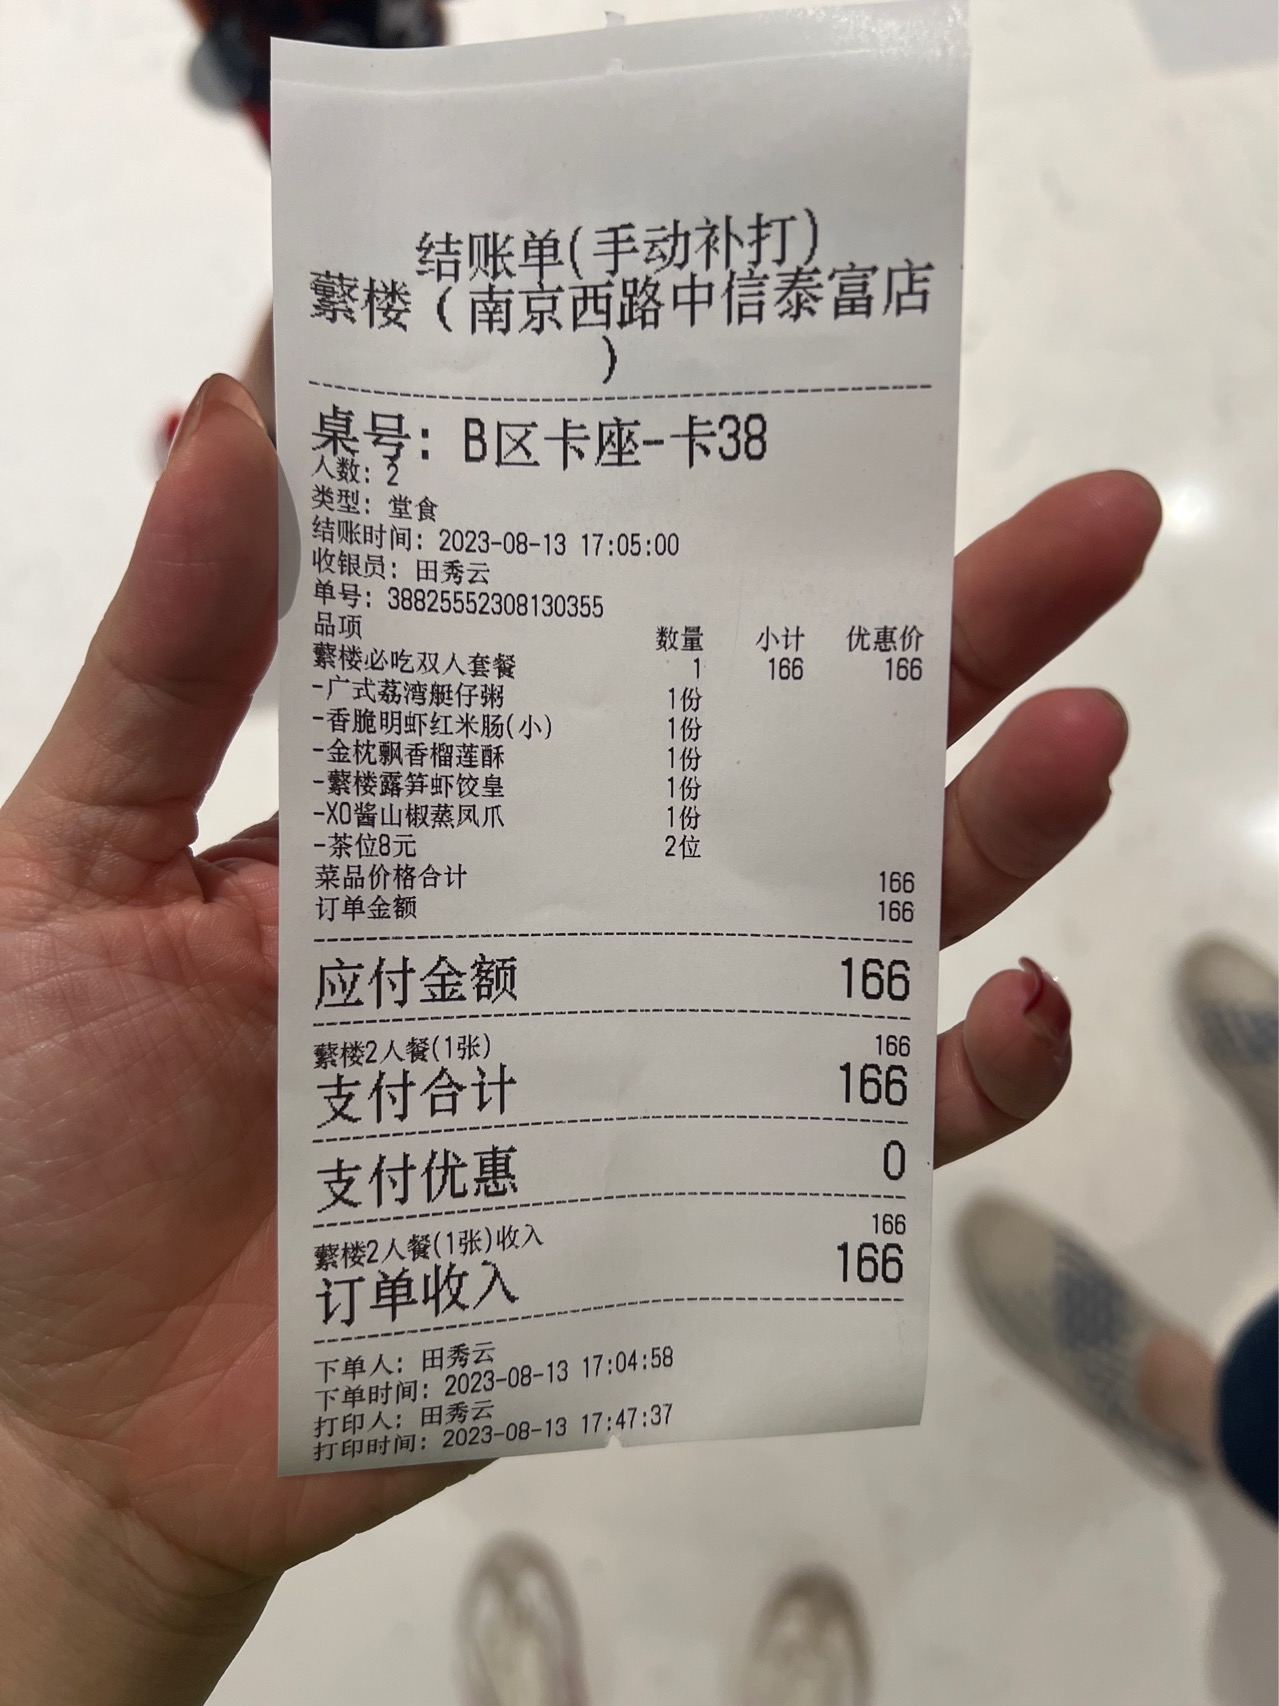 结账单(手动补打)
蘩楼（南京西路中信泰富店
）
桌号：B区卡座-卡38
人数：2
类型：堂食
结账时间：2023-08-13 17:05:00
收银员：田秀云
单号：388255552308130355
品项 数量 小计 优惠价
蘩楼必吃双人套餐 1 166 166
-广式荔湾艇仔粥 1份
-香脆明虾红米肠(小) 1份
-金枕飘香榴莲酥 1份
-蘩楼露笋虾饺皇 1份
-XO酱山椒蒸凤爪 1份
-茶位8元 2位
菜品价格合计 166
订单金额 166
应付金额 166
蘩楼2人餐(1张) 166
支付合计 166
支付优惠 0
蘩楼2人餐(1张)收入 166
订单收入 166
下单人：田秀云
下单时间：2023-08-13 17:04:58
打印人：田秀云
打印时间：2023-08-13 17:47:37